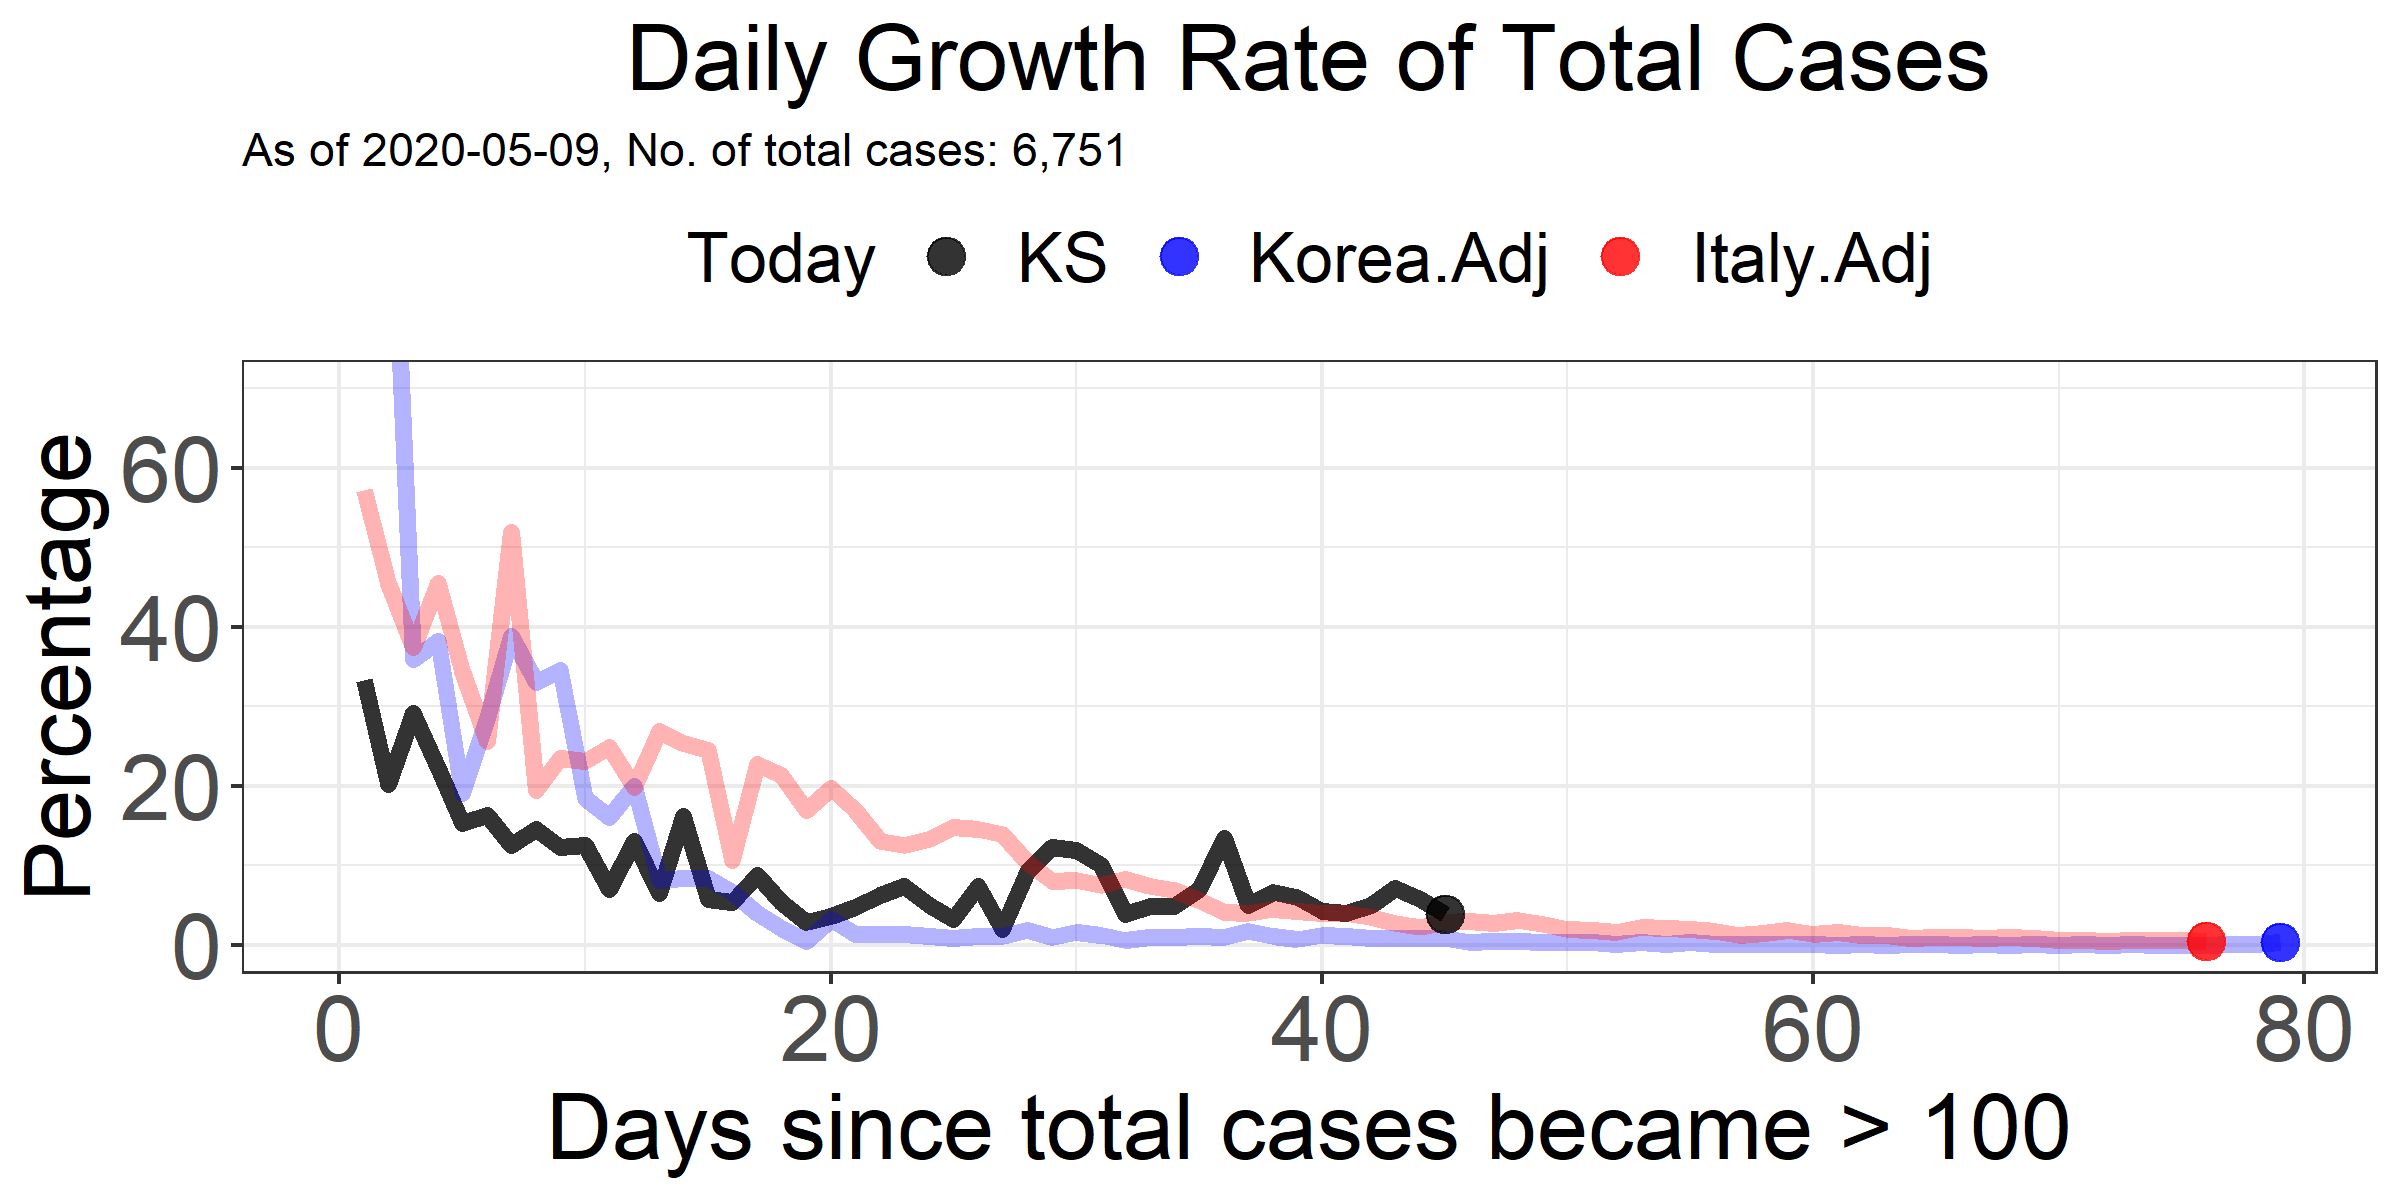 Daily Growth Rate of Total Cases
As of 2020-05-09, No. of total cases: 6,751
Today KS Korea.Adj Italy.Adj
Percentage
60
40
20
0
0 20 40 60 80
Days since total cases became > 100